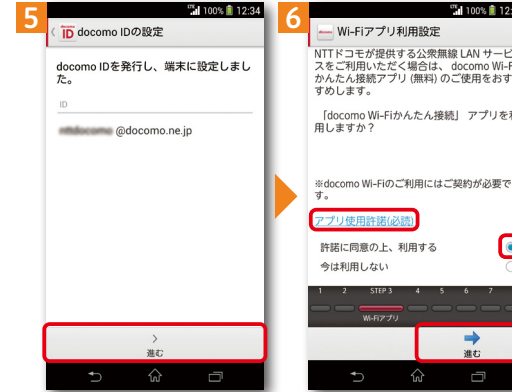 5
LTE 100% 12:34
docomo ID docomo IDの設定
docomo IDを発行し、端末に設定しまし
た。
ID
@docomo.ne.jp
進む
6
LTE 100% 12:
docomo Wi-Fiアプリ利用設定
NTTドコモが提供する公衆無線 LAN サービ
スをご利用いただく場合は、 docomo Wi-F
かんたん接続アプリ (無料) のご使用をおす
すめします。
「docomo Wi-Fiかんたん接続」 アプリを利
用しますか？
※docomo Wi-Fiのご利用にはご契約が必要で
す。
アプリ使用許諾(必読)
許諾に同意の上、利用する
今は利用しない
1 2 STEP 3 4 5 6 7
Wi-Fiアプリ
進む